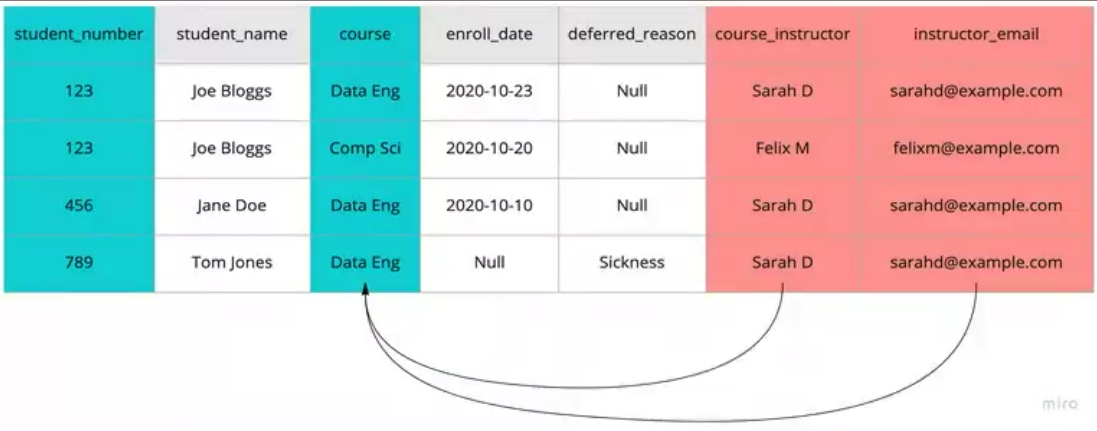 student_number student_name course enroll_date deferred_reason course_instructor instructor_email
123 Joe Bloggs Data Eng 2020-10-23 Null Sarah D sarahd@example.com
123 Joe Bloggs Comp Sci 2020-10-20 Null Felix M felixm@example.com
456 Jane Doe Data Eng 2020-10-10 Null Sarah D sarahd@example.com
789 Tom Jones Data Eng Null Sickness Sarah D sarahd@example.com
miro